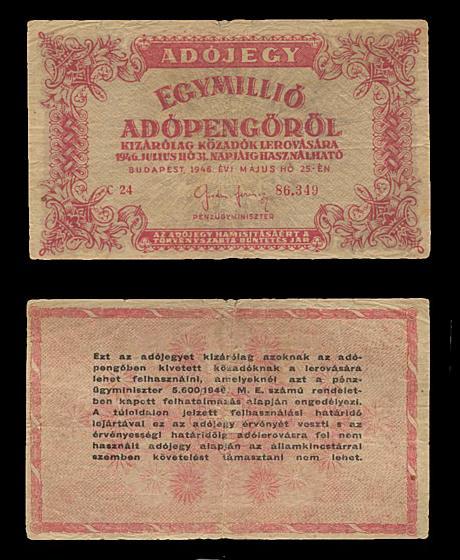 ADÓJEGY
EGYMILLIÓ
ADÓPENGŐRŐL
KIZÁRÓLAG KÖZADÓK LEROVÁSÁRA
1946. JULIUS HÓ 31. NAPJÁIG HASZNÁLHATÓ
BUDAPEST, 1946. ÉVI MÁJUS HÓ 25-ÉN
C 24 86,349
PÉNZÜGYMINISZTER
AZ ADÓJEGY HAMISITÁSÁÉRT A
TÖRVÉNYSZABTA BÜNTETÉS JÁR
Ezt az adójegyet kizárólag azoknak az adó-
pengőben kivetett közadóknak a lerovására
lehet felhasználni, amelyeknél azt a pénz-
ügyminiszter 5.600/1946. M. E. számú rendelet-
ben kapott felhatalmazás alapján engedélyezi.
A túloldalon jelzett felhasználási határidő
lejártával ez az adójegy érvényét veszti s az
érvényességi határidőig adólerovásra fel nem
használt adójegy alapján az államkincstárral
szemben követelést támasztani nem lehet.